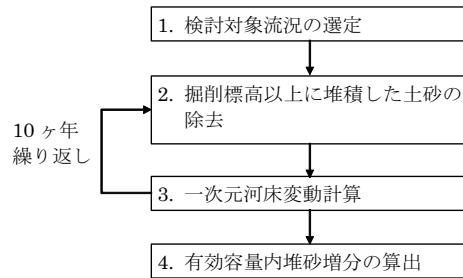 1. 検討対象流況の選定
2. 掘削標高以上に堆積した土砂の
除去
10 ヶ年
繰り返し
3. 一次元河床変動計算
4. 有効容量内堆砂増分の算出